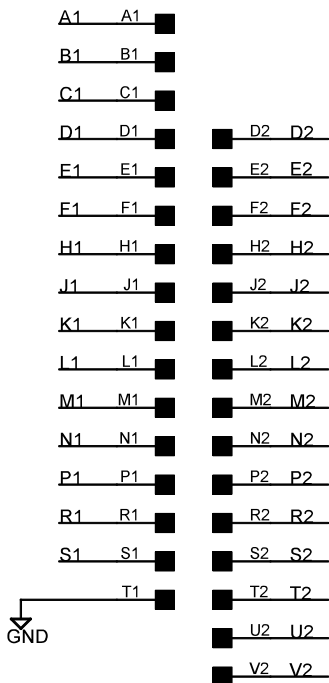 A1 A1
B1 B1
C1 C1
D1 D1 D2 D2
E1 E1 E2 E2
F1 F1 F2 F2
H1 H1 H2 H2
J1 J1 J2 J2
K1 K1 K2 K2
L1 L1 L2 L2
M1 M1 M2 M2
N1 N1 N2 N2
P1 P1 P2 P2
R1 R1 R2 R2
S1 S1 S2 S2
T1 T2 T2
GND U2 U2
V2 V2